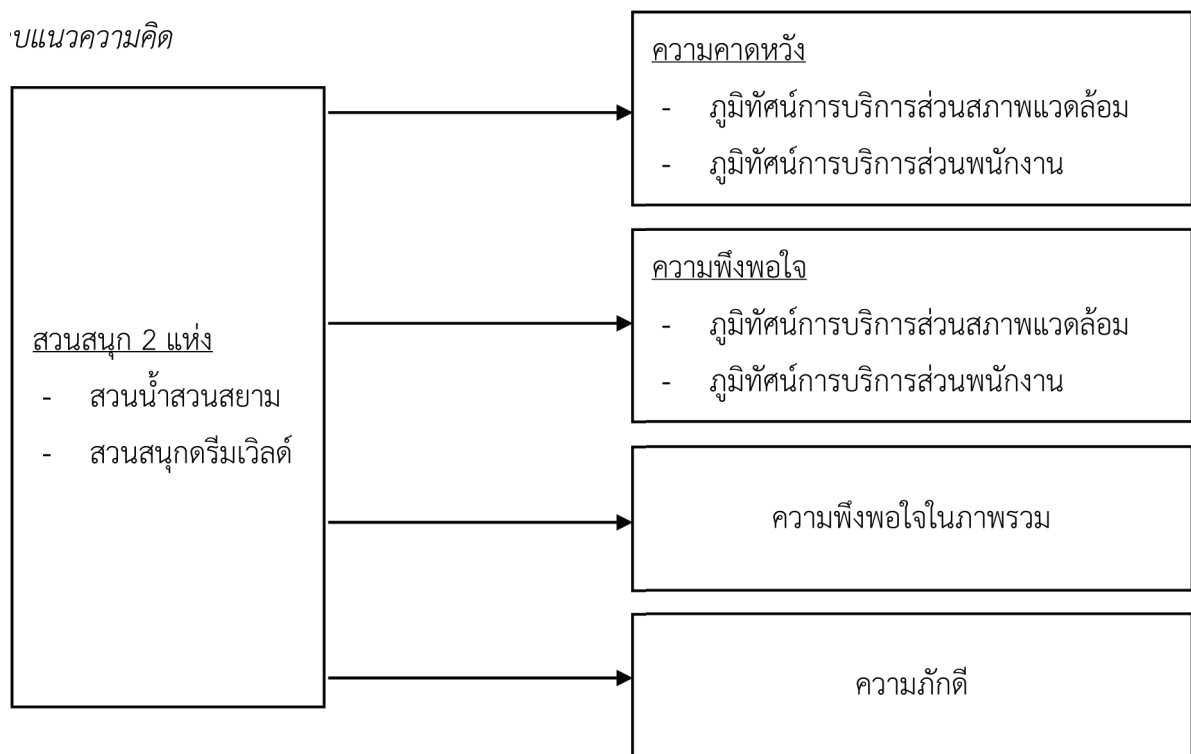 บแนวความคิด
ความคาดหวัง
- ภูมิทัศน์การบริการส่วนสภาพแวดล้อม
- ภูมิทัศน์การบริการส่วนพนักงาน
ความพึงพอใจ
- ภูมิทัศน์การบริการส่วนสภาพแวดล้อม
- ภูมิทัศน์การบริการส่วนพนักงาน
สวนสนุก 2 แห่ง
- สวนน้ำสวนสยาม
- สวนสนุกดรีมเวิลด์
ความพึงพอใจในภาพรวม
ความภักดี